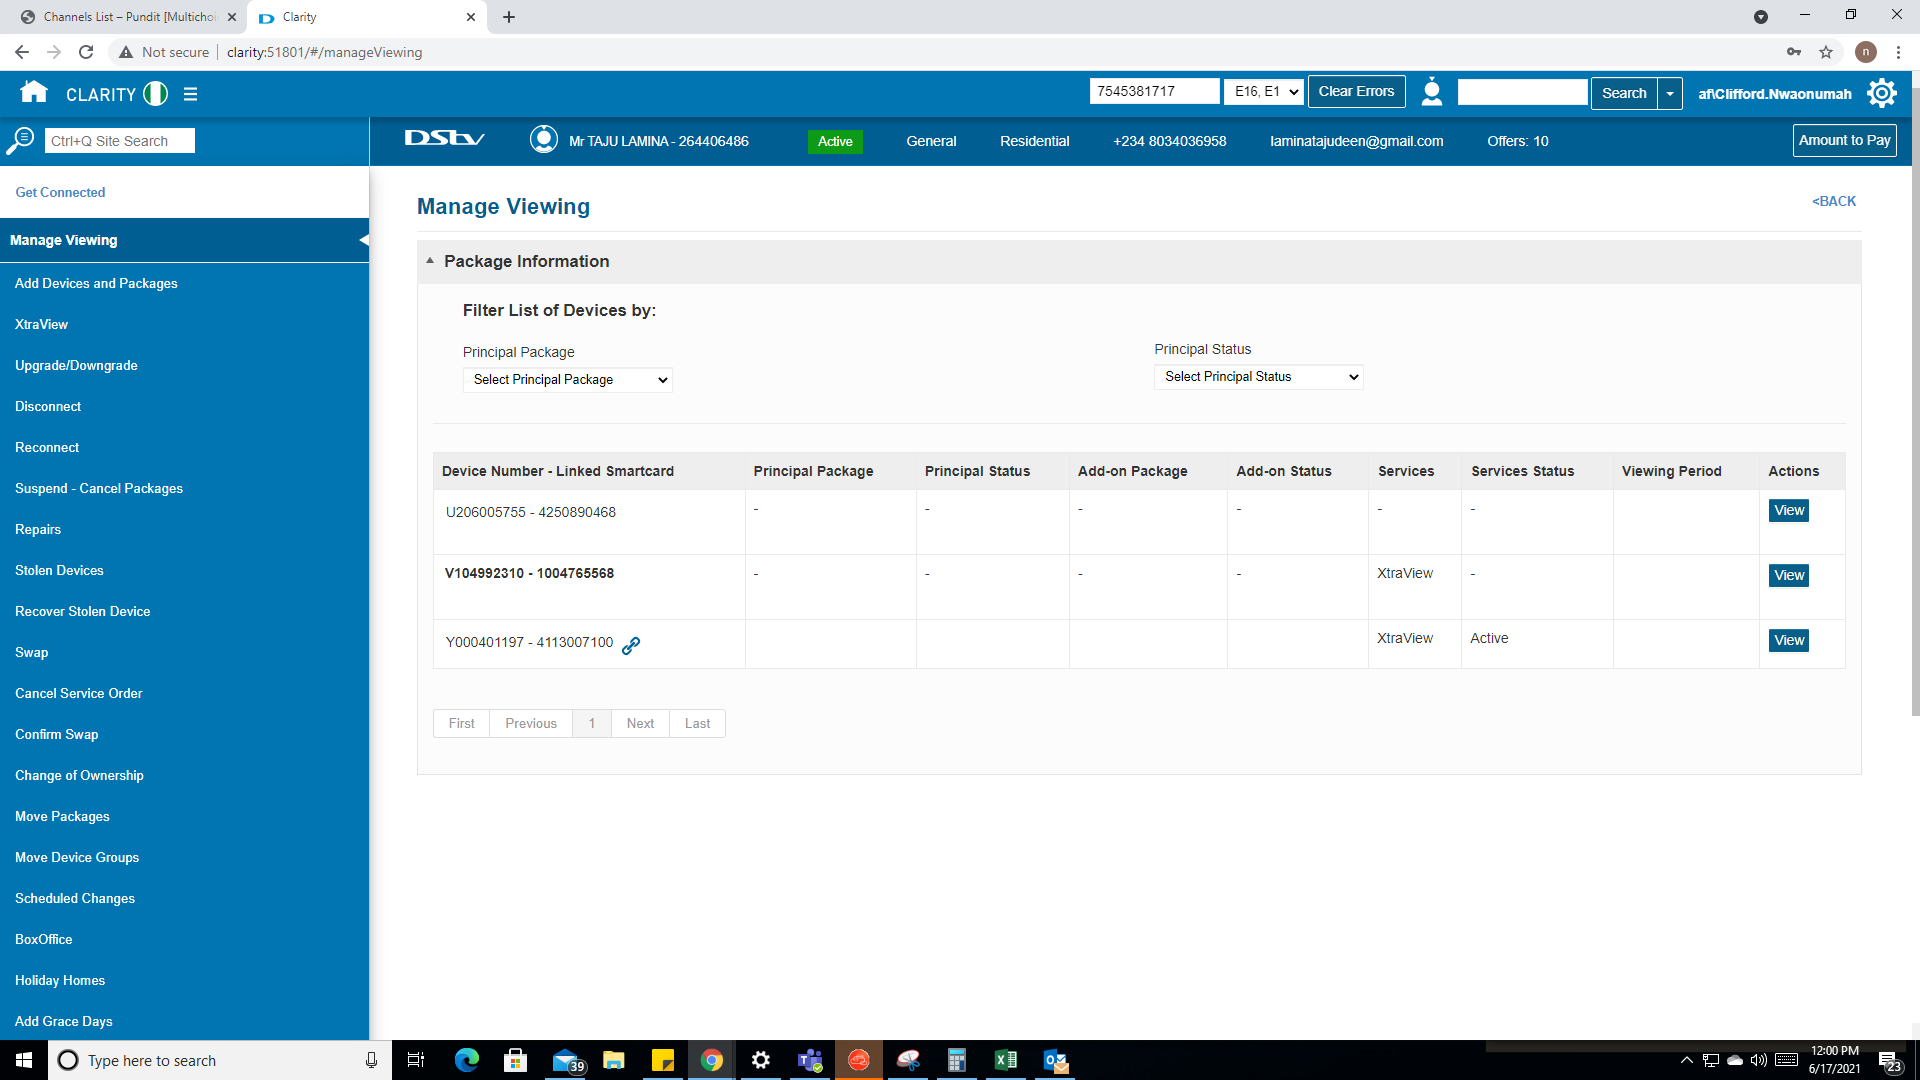 Channels List – Pundit [Multichoi
Clarity
Not secure
clarity:51801/#/manageViewing
n
CLARITY
7545381717
E16, E1
Clear Errors
Search
af\Clifford.Nwaonumah
Ctrl+Q Site Search
DStv
Mr TAJU LAMINA - 264406486
Active
General
Residential
+234 8034036958
laminatajudeen@gmail.com
Offers: 10
Amount to Pay
Get Connected
Manage Viewing
Add Devices and Packages
XtraView
Upgrade/Downgrade
Disconnect
Reconnect
Suspend - Cancel Packages
Repairs
Stolen Devices
Recover Stolen Device
Swap
Cancel Service Order
Confirm Swap
Change of Ownership
Move Packages
Move Device Groups
Scheduled Changes
BoxOffice
Holiday Homes
Add Grace Days
Manage Viewing
<BACK
Package Information
Filter List of Devices by:
Principal Package
Select Principal Package
Principal Status
Select Principal Status
Device Number - Linked Smartcard Principal Package Principal Status Add-on Package Add-on Status Services Services Status Viewing Period Actions
U206005755 - 4250890468 - - - - - - View
V104992310 - 1004765568 - - - - XtraView - View
Y000401197 - 4113007100 XtraView Active View
First Previous 1 Next Last
Type here to search
39
12:00 PM
6/17/2021
23